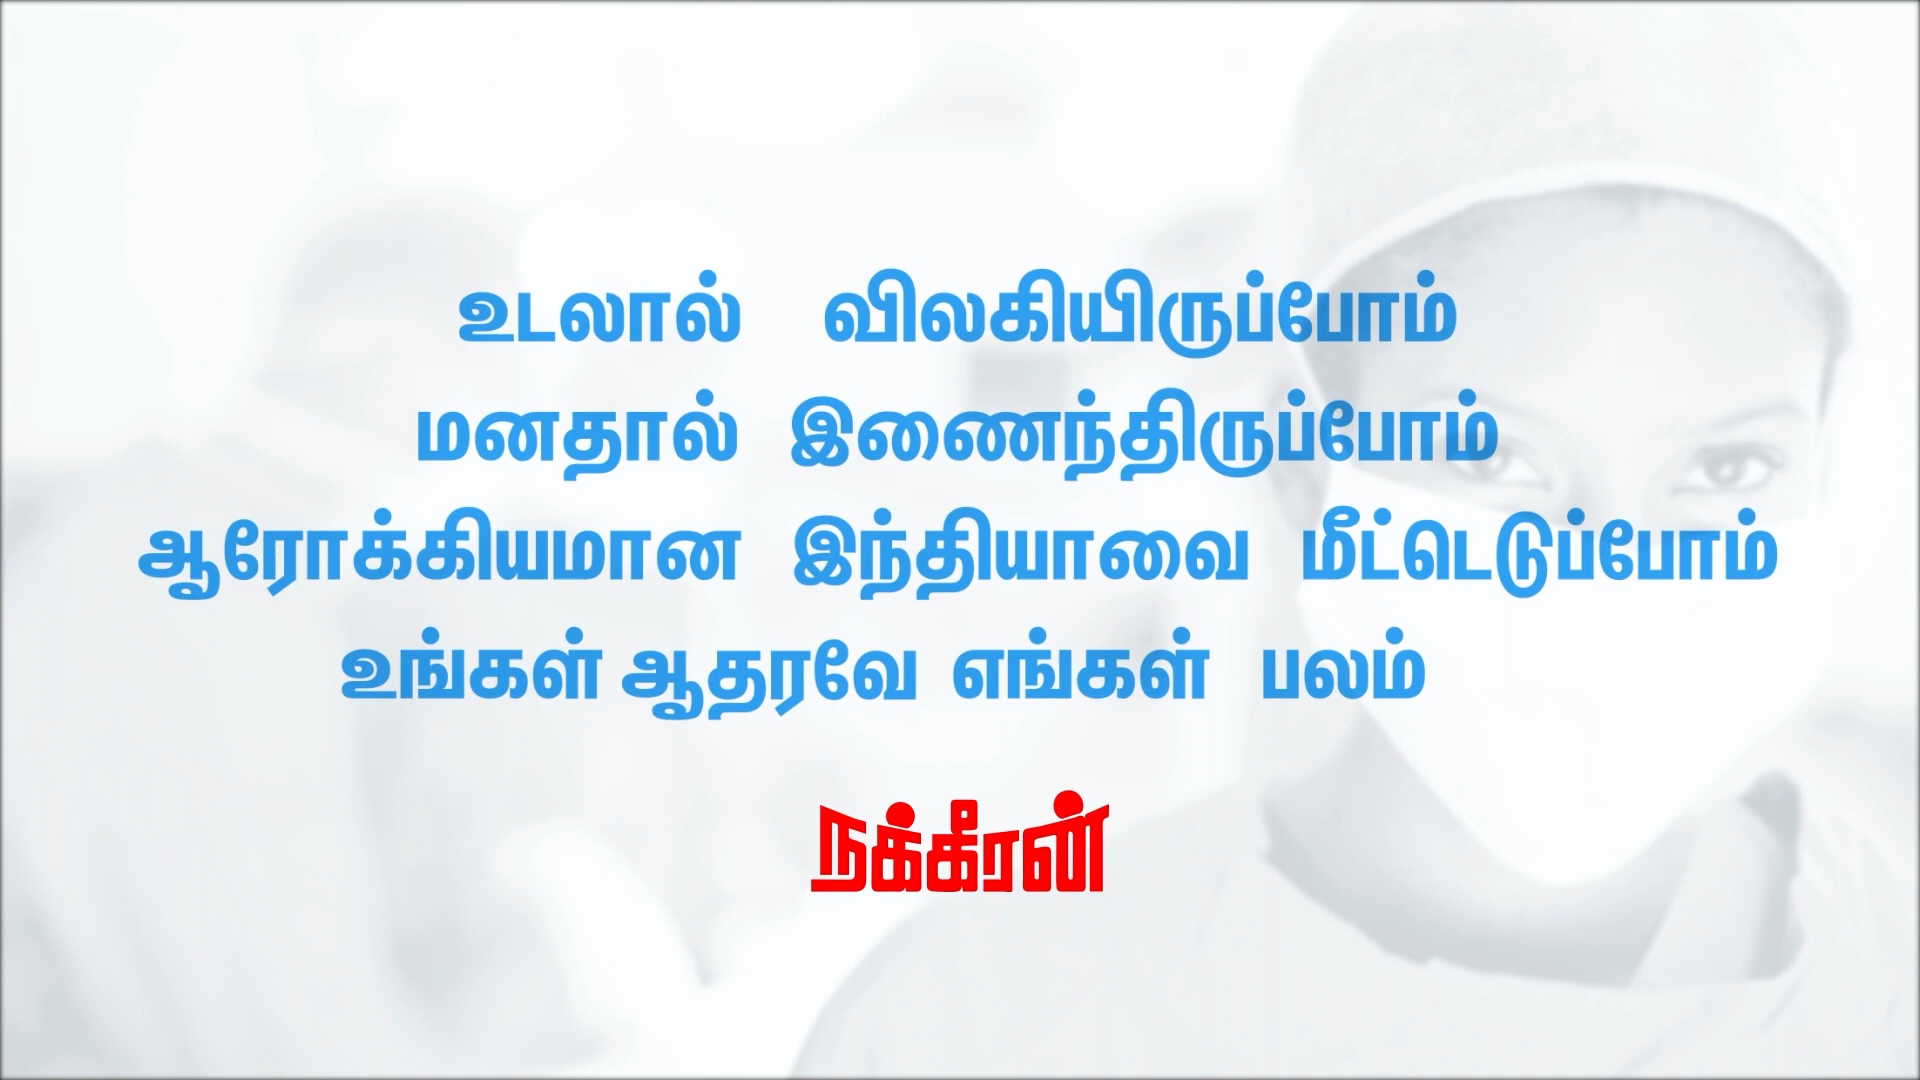 உடலால் விலகியிருப்போம்
மனதால் இணைந்திருப்போம்
ஆரோக்கியமான இந்தியாவை மீட்டெடுப்போம்
உங்கள் ஆதரவே எங்கள் பலம்
நக்கீரன்